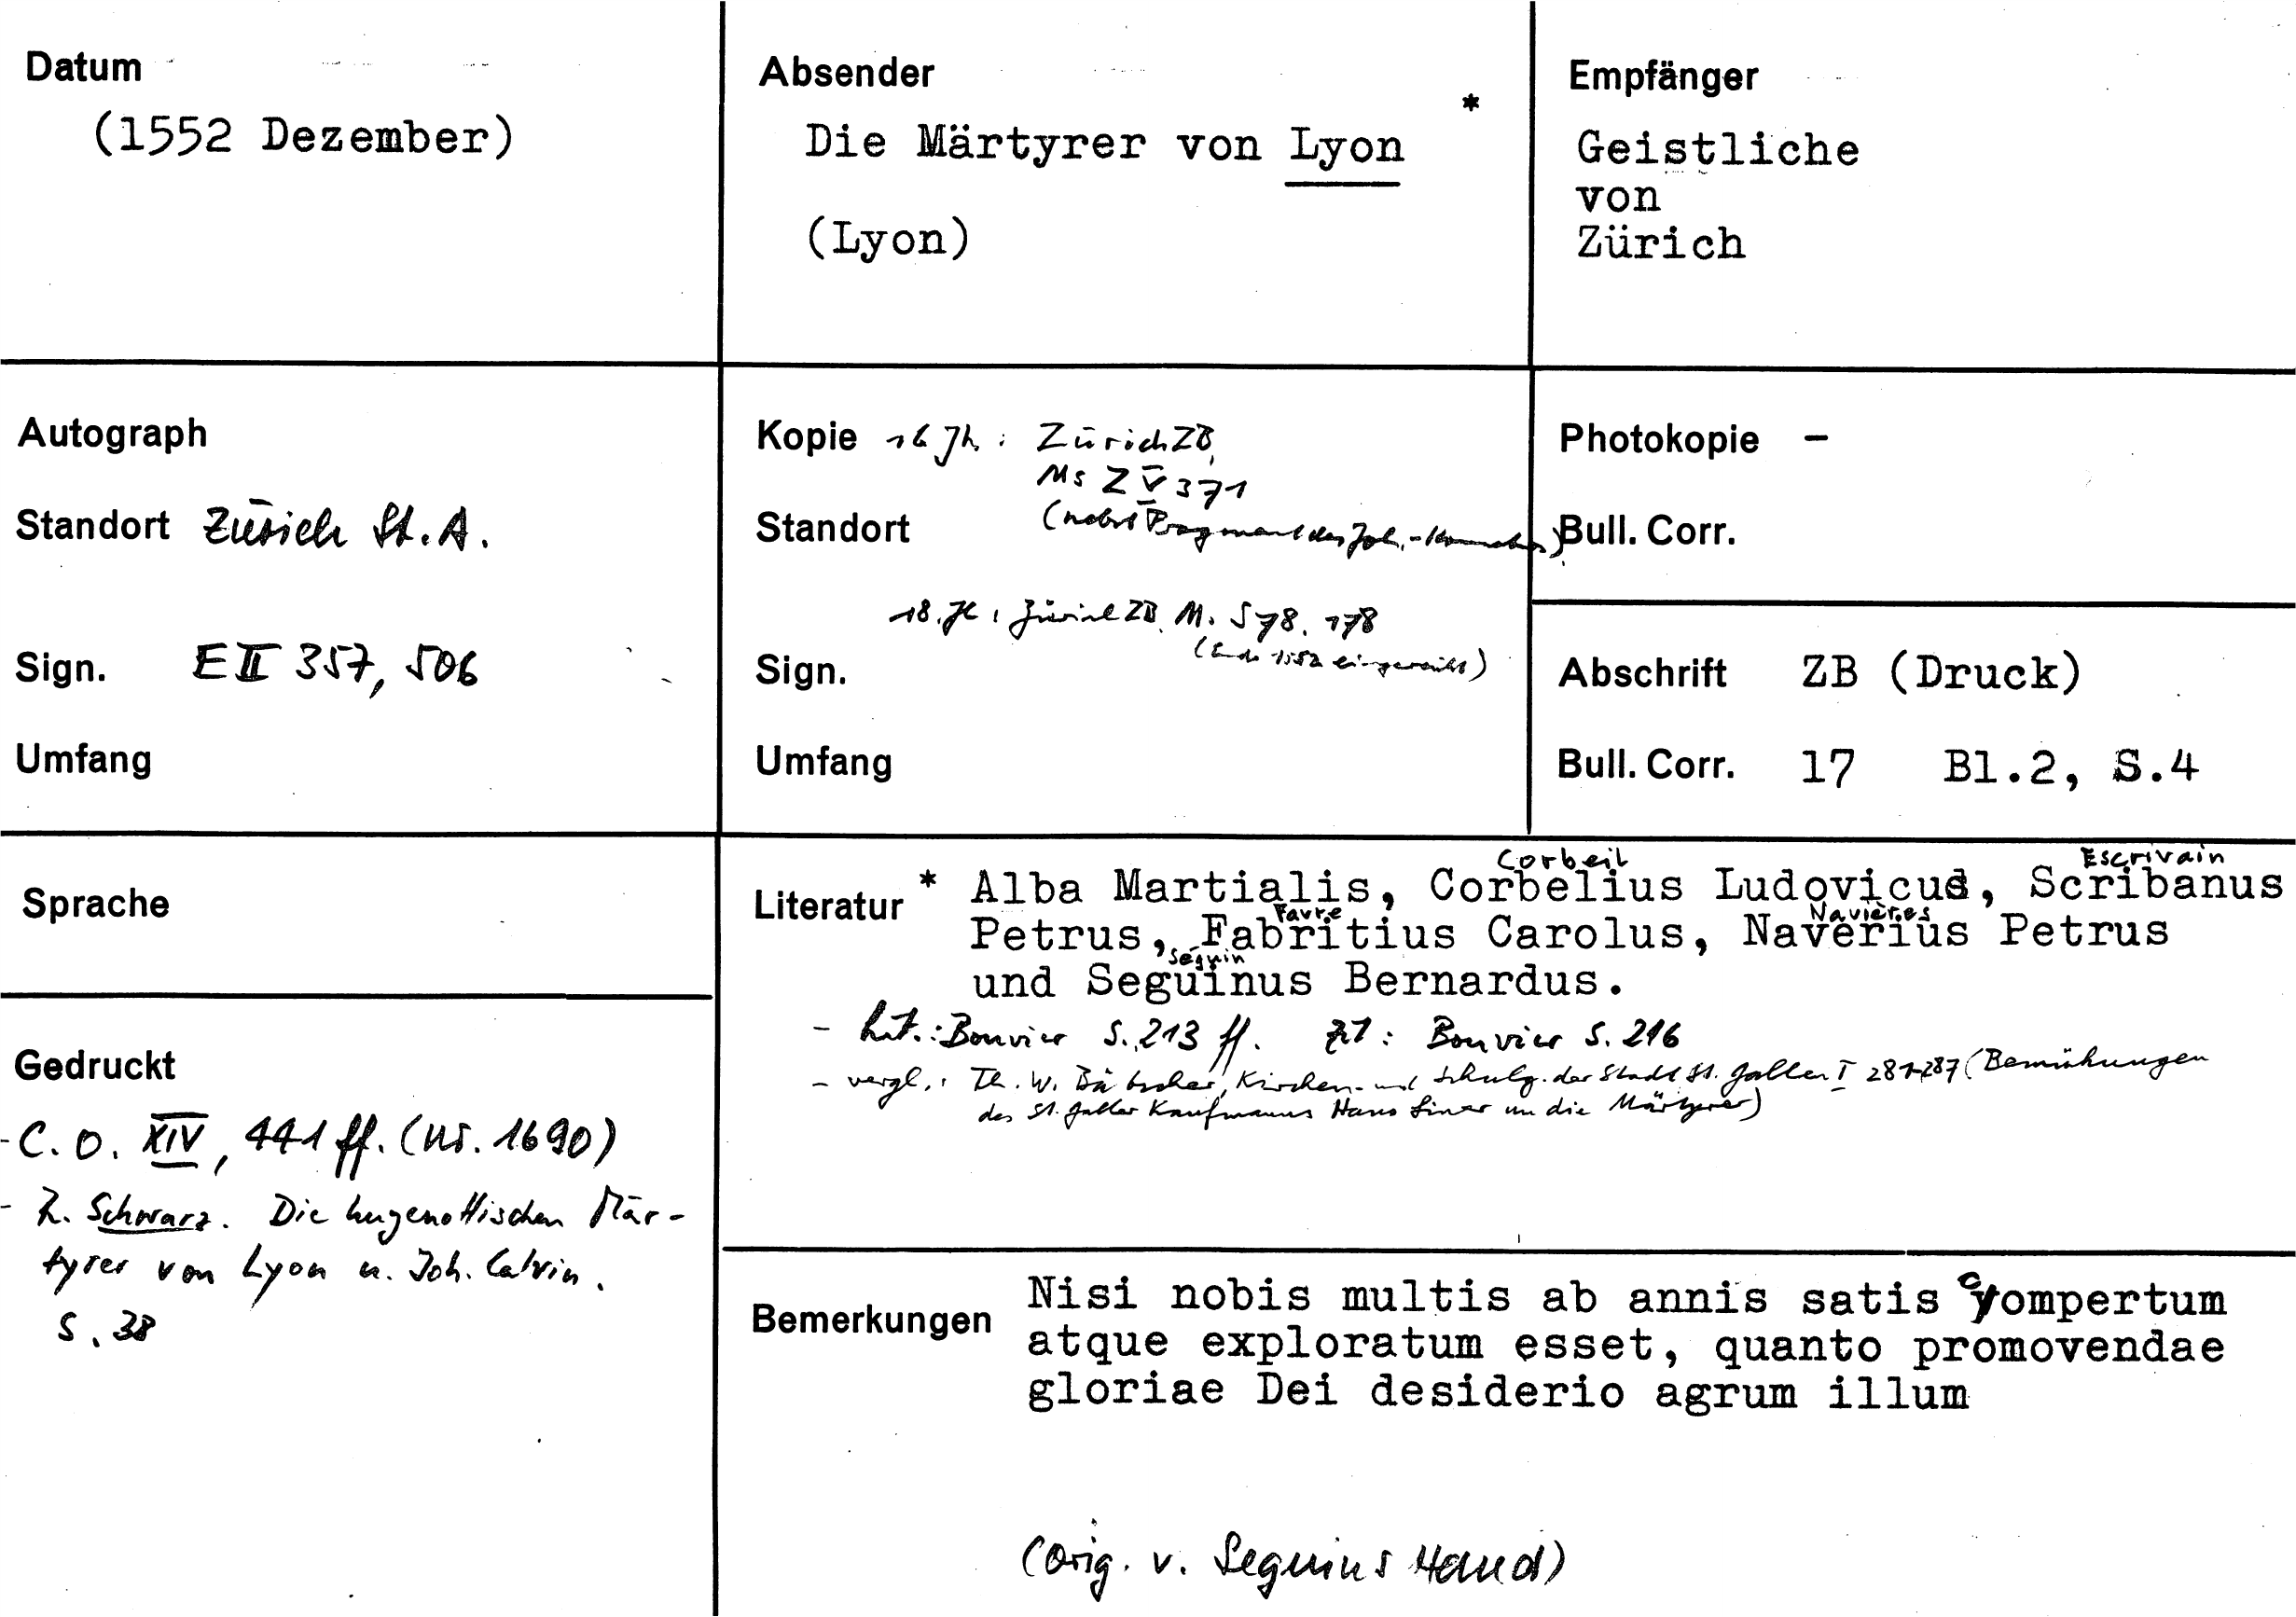 Datum
(1552 Dezember)
Absender
*
Die Märtyrer von Lyon
(Lyon)
Empfänger
Geistliche
von
Zürich
Autograph
Standort Zürich St.A.
Sign. E II 357, 506
Umfang
Kopie 16 Jh. : Zürich ZB,
Ms Z V 371
Standort (nebst Fragment des Joh.-)
18. Jh : Zürich ZB, Ms S 78, 178
(Ende 1552 eingereiht)
Sign.
Umfang
Photokopie -
Bull. Corr.
Abschrift ZB (Druck)
Bull. Corr. 17 Bl.2, S.4
Sprache
Gedruckt
- C. O. XIV, 441 ff. (Nr. 1690)
- R. Schwarz. Die hugenottischen Mär-
tyrer von Lyon u. Joh. Calvin.
S. 38
Corbeil Escrivain
Literatur * Alba Martialis, Corbelius Ludovicus, Scribanus
Favre Navières
Petrus, Fabritius Carolus, Naverius Petrus
Seguin
und Seguinus Bernardus.
- Lit.: Bouvier S. 213 ff. : Bouvier S. 216
- vergl.: Th. W. Bätscher, Kirchen- und Schulg. der Stadt St. Gallen I 281-287 (Bemühungen
des St. Galler Kaufmanns Hans Liner um die Märtyrer)
Bemerkungen Nisi nobis multis ab annis satis compertum
atque exploratum esset, quanto promovendae
gloriae Dei desiderio agrum illum
(Orig. v. Seguins Hand)